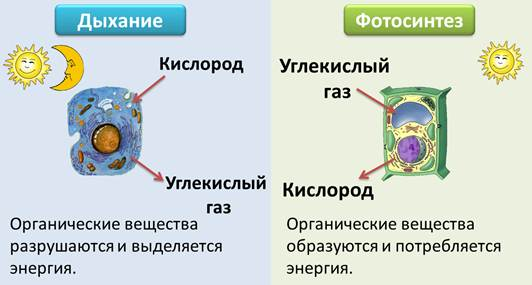 Дыхание
Кислород
Углекислый
газ
Органические вещества
разрушаются и выделяется
энергия.
Фотосинтез
Углекислый
газ
Кислород
Органические вещества
образуются и потребляется
энергия.